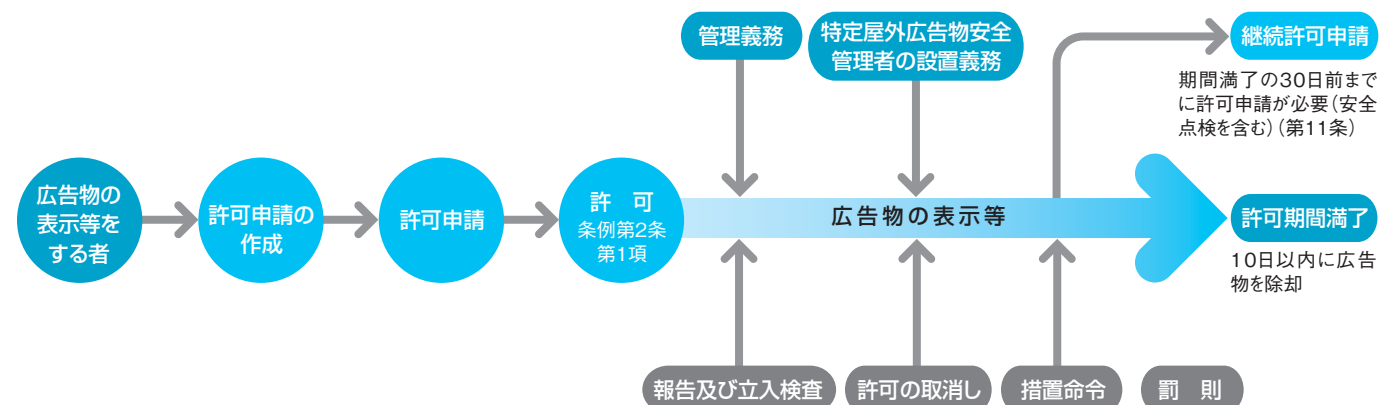 管理義務
特定屋外広告物安全
管理者の設置義務
継続許可申請
期間満了の30日前まで
に許可申請が必要（安全
点検を含む）（第11条）
広告物の
表示等を
する者
許可申請の
作成
許可申請
許　可
条例第2条
第1項
広告物の表示等
許可期間満了
10日以内に広告
物を除却
報告及び立入検査
許可の取消し
措置命令
罰　則